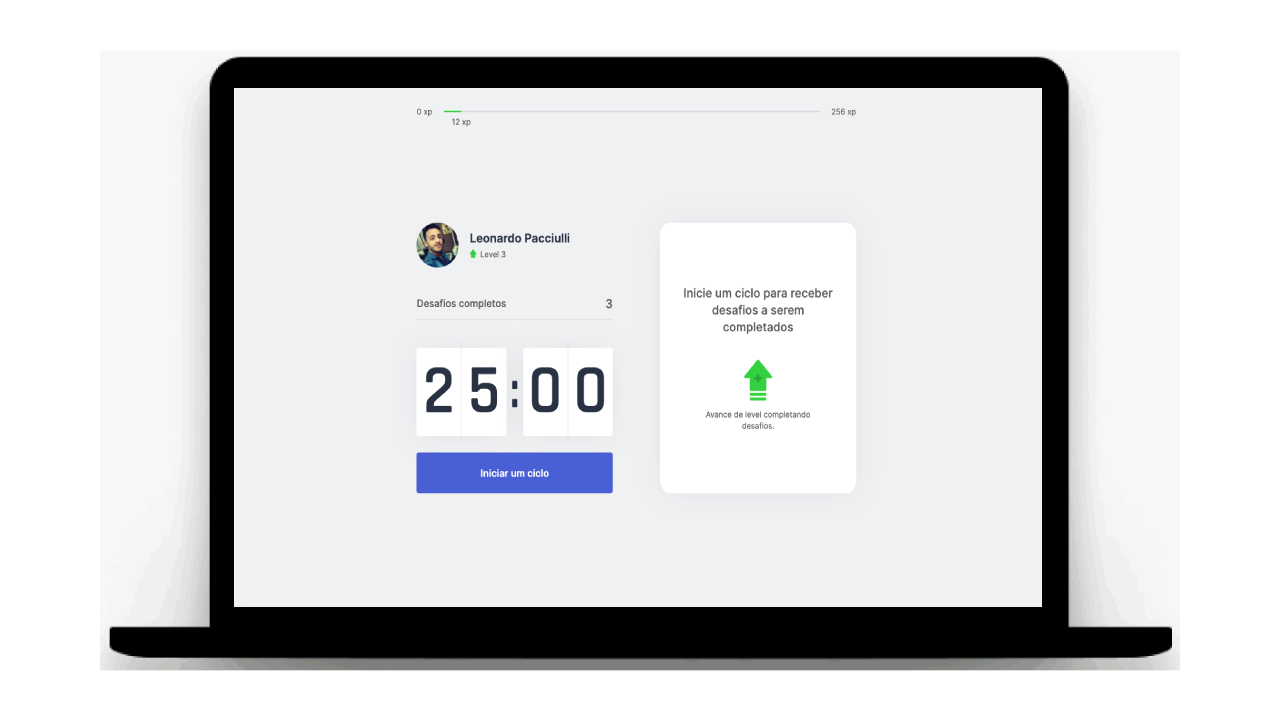 0 xp
256 xp
12 xp
Leonardo Pacciulli
Level 3
Desafios completos 3
25:00
Iniciar um ciclo
Inicie um ciclo para receber
desafios a serem
completados
Avance de level completando
desafios.